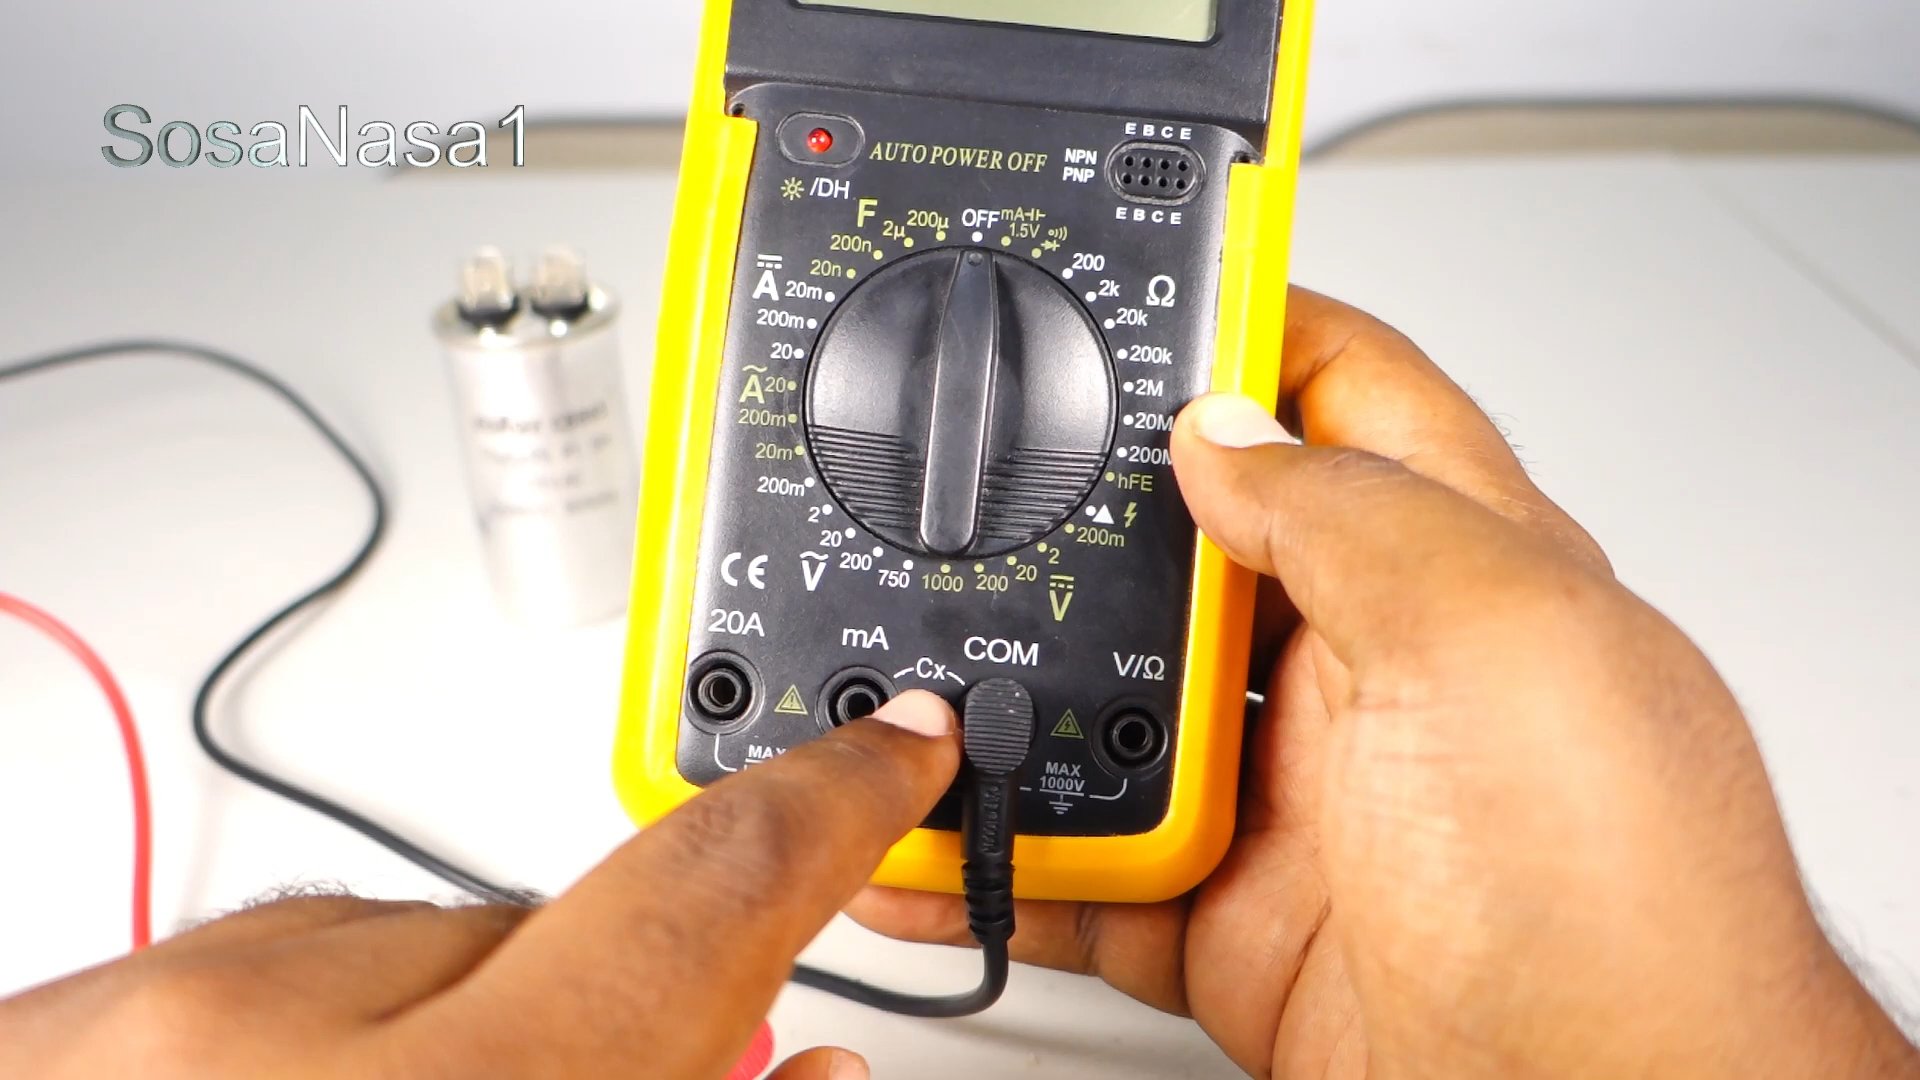 SosaNasa1
E B C E
AUTO POWER OFF
NPN
PNP
E B C E
/DH
F
200n
2µ
200µ
OFF
mA
1.5V
20n
200
2k
Ω
A
20m
200m
20
20k
200k
2M
20M
200M
hFE
A
20
200m
20m
200m
2
20
200
750
V
1000
200
20
2
200m
V
CE
20A
mA
Cx
COM
V/Ω
MAX
1000V